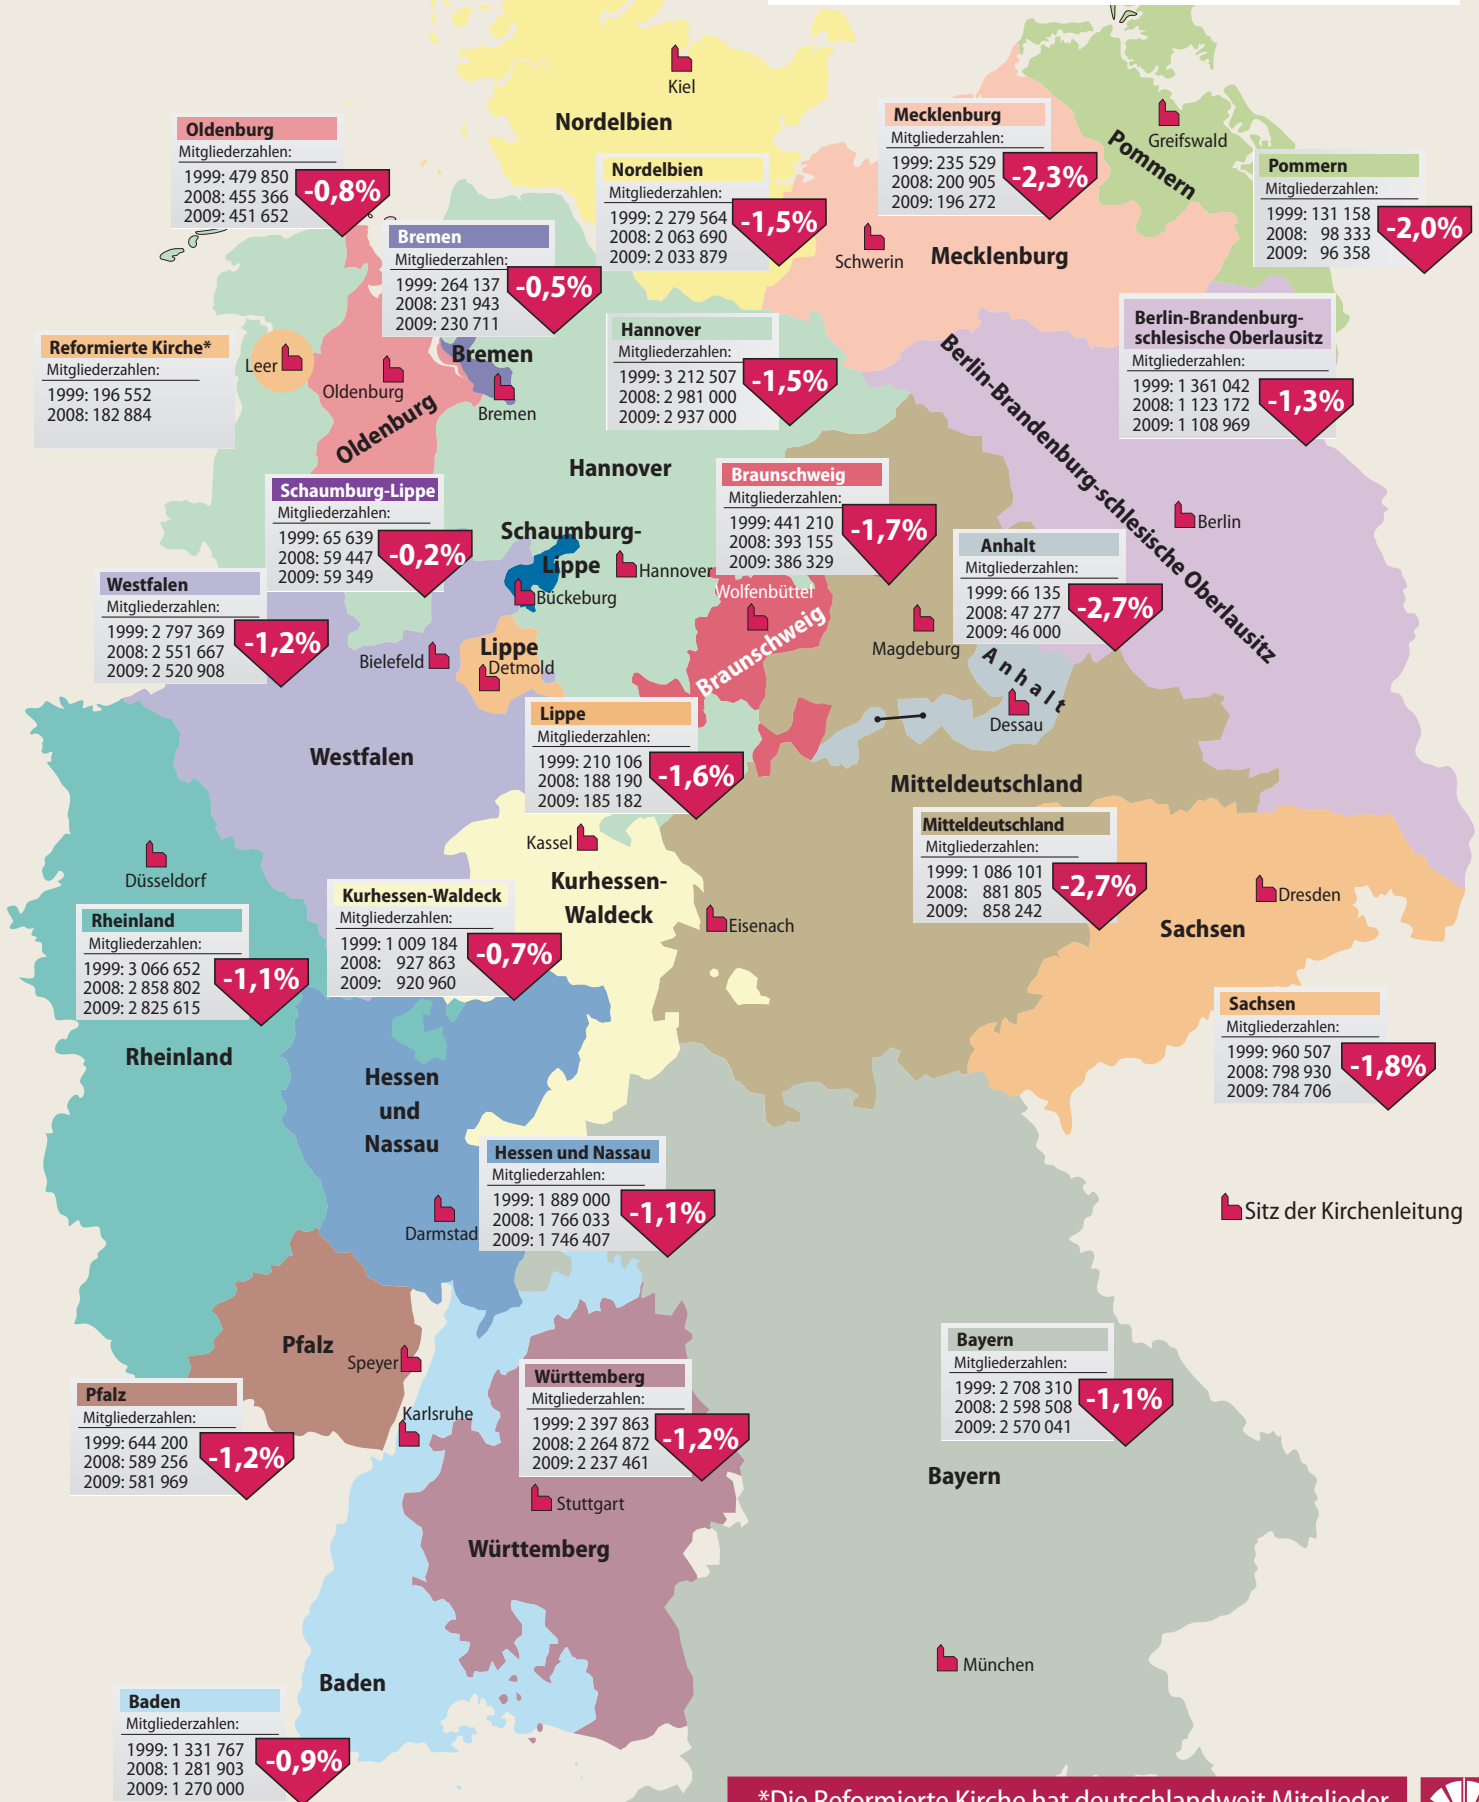 Kiel
Nordelbien
Oldenburg
Mitgliederzahlen:
1999: 479 850
2008: 455 366
2009: 451 652
-0,8%
Nordelbien
Mitgliederzahlen:
1999: 2 279 564
2008: 2 063 690
2009: 2 033 879
-1,5%
Mecklenburg
Mitgliederzahlen:
1999: 235 529
2008: 200 905
2009: 196 272
-2,3%
Greifswald
Pommern
Pommern
Mitgliederzahlen:
1999: 131 158
2008: 98 333
2009: 96 358
-2,0%
Bremen
Mitgliederzahlen:
1999: 264 137
2008: 231 943
2009: 230 711
-0,5%
Schwerin
Mecklenburg
Reformierte Kirche*
Mitgliederzahlen:
1999: 196 552
2008: 182 884
Leer
Oldenburg
Oldenburg
Bremen
Bremen
Hannover
Mitgliederzahlen:
1999: 3 212 507
2008: 2 981 000
2009: 2 937 000
-1,5%
Berlin-Brandenburg-
schlesische Oberlausitz
Mitgliederzahlen:
1999: 1 361 042
2008: 1 123 172
2009: 1 108 969
-1,3%
Berlin-Brandenburg-schlesische Oberlausitz
Hannover
Schaumburg-Lippe
Mitgliederzahlen:
1999: 65 639
2008: 59 447
2009: 59 349
-0,2%
Schaumburg-
Lippe
Hannover
Bückeburg
Braunschweig
Mitgliederzahlen:
1999: 441 210
2008: 393 155
2009: 386 329
-1,7%
Berlin
Anhalt
Mitgliederzahlen:
1999: 66 135
2008: 47 277
2009: 46 000
-2,7%
Westfalen
Mitgliederzahlen:
1999: 2 797 369
2008: 2 551 667
2009: 2 520 908
-1,2%
Wolfenbüttel
Braunschweig
Magdeburg
Bielefeld
Lippe
Detmold
Anhalt
Dessau
Lippe
Mitgliederzahlen:
1999: 210 106
2008: 188 190
2009: 185 182
-1,6%
Westfalen
Mitteldeutschland
Mitteldeutschland
Mitgliederzahlen:
1999: 1 086 101
2008: 881 805
2009: 858 242
-2,7%
Kassel
Kurhessen-
Waldeck
Düsseldorf
Kurhessen-Waldeck
Mitgliederzahlen:
1999: 1 009 184
2008: 927 863
2009: 920 960
-0,7%
Eisenach
Dresden
Sachsen
Rheinland
Mitgliederzahlen:
1999: 3 066 652
2008: 2 858 802
2009: 2 825 615
-1,1%
Sachsen
Mitgliederzahlen:
1999: 960 507
2008: 798 930
2009: 784 706
-1,8%
Rheinland
Hessen
und
Nassau
Hessen und Nassau
Mitgliederzahlen:
1999: 1 889 000
2008: 1 766 033
2009: 1 746 407
-1,1%
Darmstad
Sitz der Kirchenleitung
Pfalz
Speyer
Pfalz
Mitgliederzahlen:
1999: 644 200
2008: 589 256
2009: 581 969
-1,2%
Karlsruhe
Württemberg
Mitgliederzahlen:
1999: 2 397 863
2008: 2 264 872
2009: 2 237 461
-1,2%
Bayern
Mitgliederzahlen:
1999: 2 708 310
2008: 2 598 508
2009: 2 570 041
-1,1%
Bayern
Stuttgart
Württemberg
München
Baden
Baden
Mitgliederzahlen:
1999: 1 331 767
2008: 1 281 903
2009: 1 270 000
-0,9%
*Die Reformierte Kirche hat deutschlandweit Mitglieder